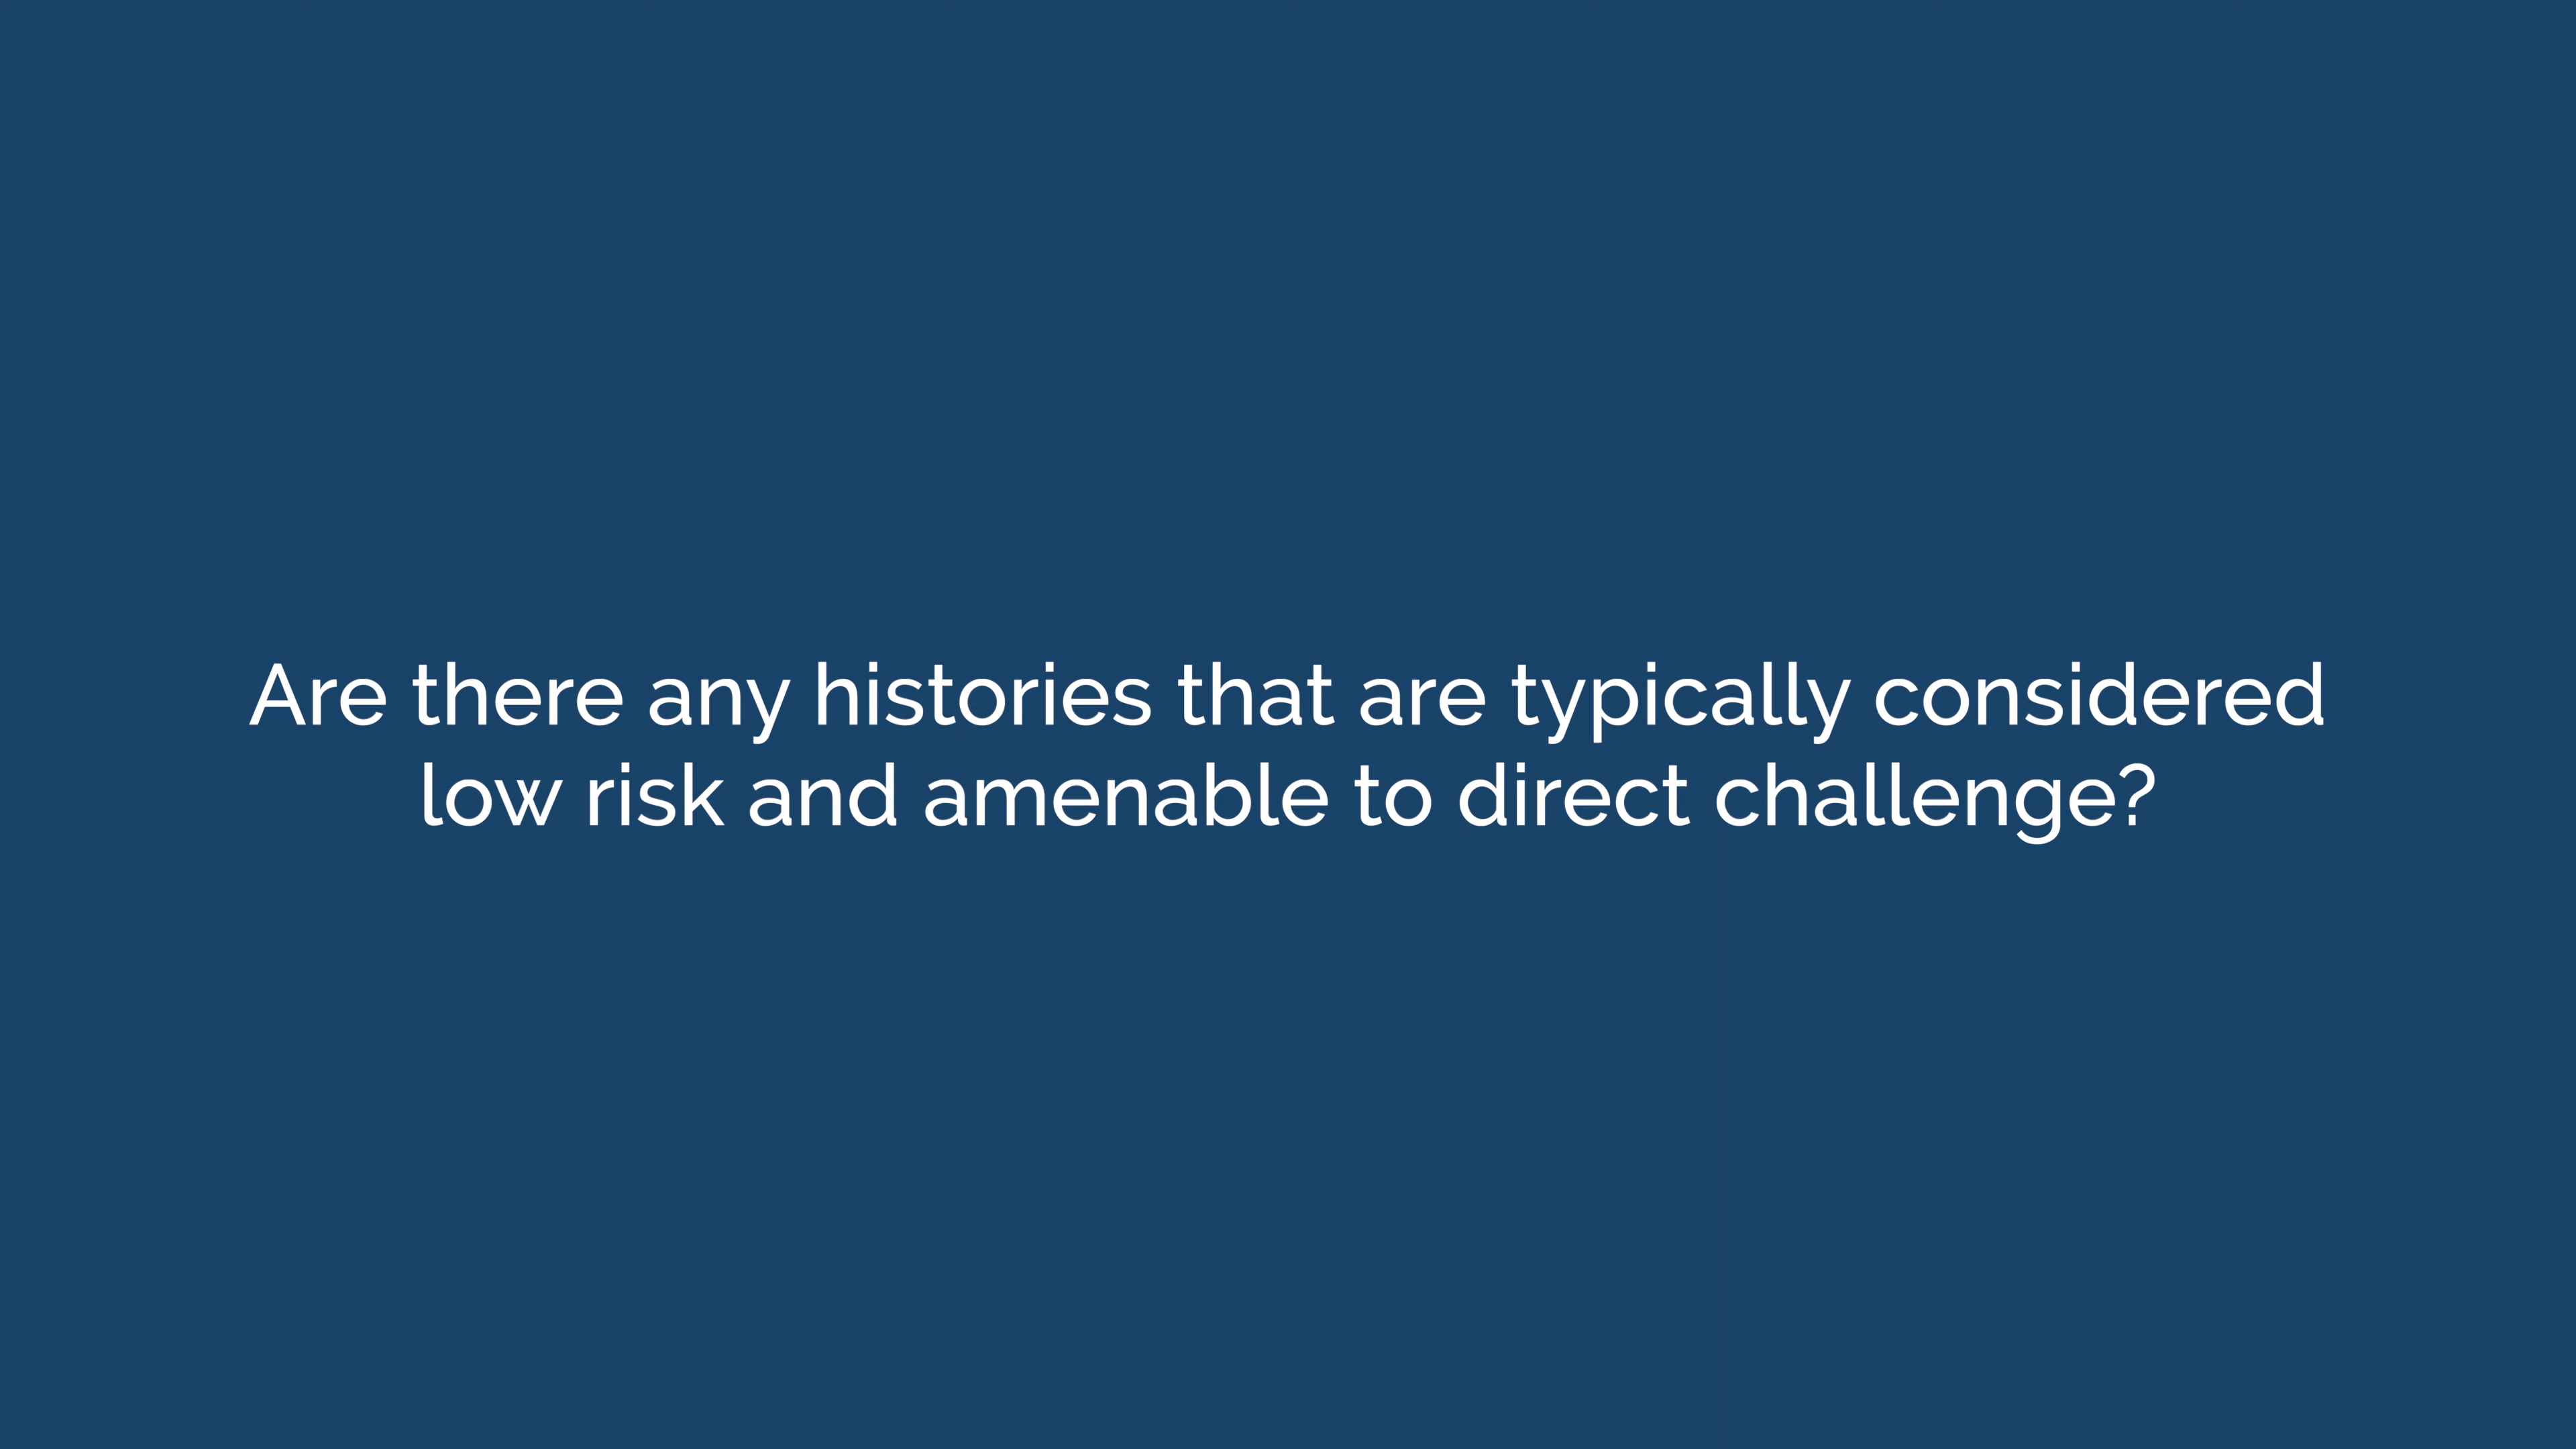 Are there any histories that are typically considered
low risk and amenable to direct challenge?